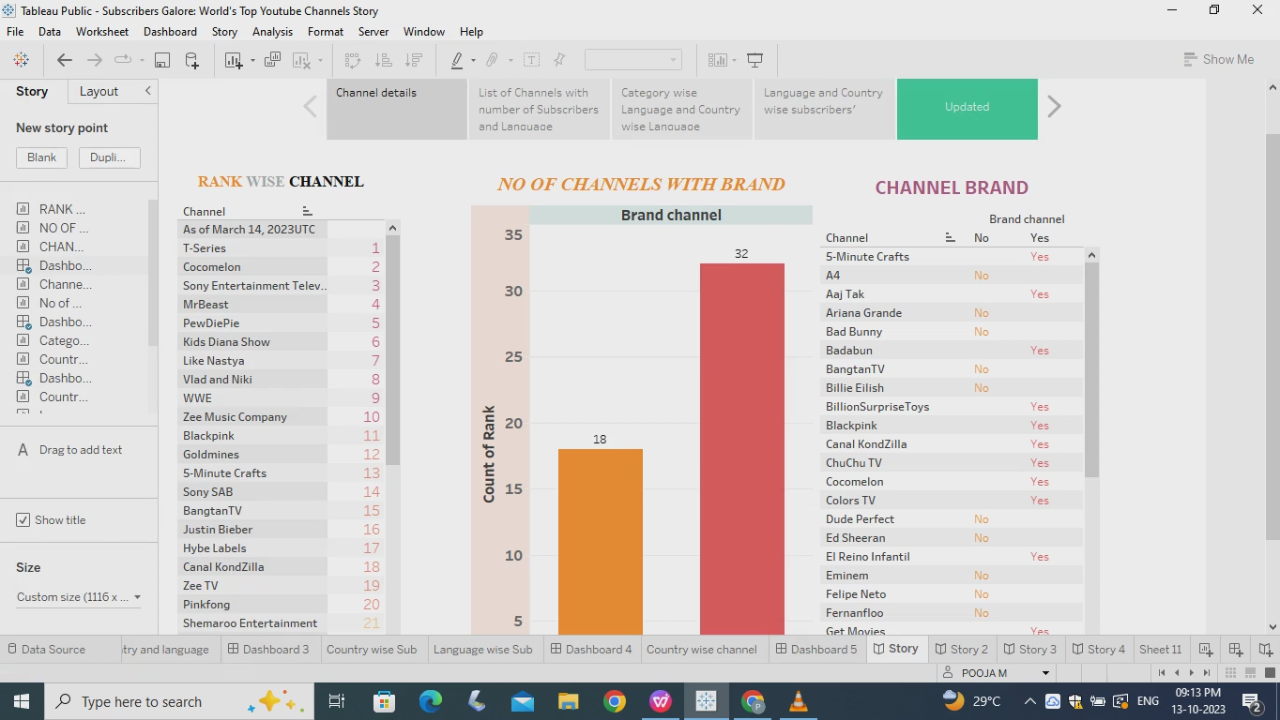 Tableau Public - Subscribers Galore: World's Top Youtube Channels Story
File Data Worksheet Dashboard Story Analysis Format Server Window Help
Show Me
Story Layout
New story point
Blank Dupli...
RANK ...
NO OF ...
CHAN...
Dashbo...
Channe...
No of ...
Dashbo...
Catego...
Countr...
Dashbo...
Countr...
A Drag to add text
Show title
Size
Custom size (1116 x ...
Channel details
List of Channels with
number of Subscribers
and Language
Category wise
Language and Country
wise Language
Language and Country
wise subscribers'
Updated
RANK WISE CHANNEL
Channel
As of March 14, 2023UTC
T-Series 1
Cocomelon 2
Sony Entertainment Telev.. 3
MrBeast 4
PewDiePie 5
Kids Diana Show 6
Like Nastya 7
Vlad and Niki 8
WWE 9
Zee Music Company 10
Blackpink 11
Goldmines 12
5-Minute Crafts 13
Sony SAB 14
BangtanTV 15
Justin Bieber 16
Hybe Labels 17
Canal KondZilla 18
Zee TV 19
Pinkfong 20
Shemaroo Entertainment 21
NO OF CHANNELS WITH BRAND
Brand channel
35
30
25
20
15
10
5
Count of Rank
18
32
CHANNEL BRAND
Brand channel
Channel No Yes
5-Minute Crafts Yes
A4 No
Aaj Tak Yes
Ariana Grande No
Bad Bunny No
Badabun Yes
BangtanTV No
Billie Eilish No
BillionSurpriseToys Yes
Blackpink Yes
Canal KondZilla Yes
ChuChu TV Yes
Cocomelon Yes
Colors TV Yes
Dude Perfect No
Ed Sheeran No
El Reino Infantil Yes
Eminem No
Felipe Neto No
Fernanfloo No
Get Movies Yes
Data Source try and language Dashboard 3 Country wise Sub Language wise Sub Dashboard 4 Country wise channel Dashboard 5 Story Story 2 Story 3 Story 4 Sheet 11
POOJA M
Type here to search
29°C
ENG
09:13 PM
13-10-2023
2